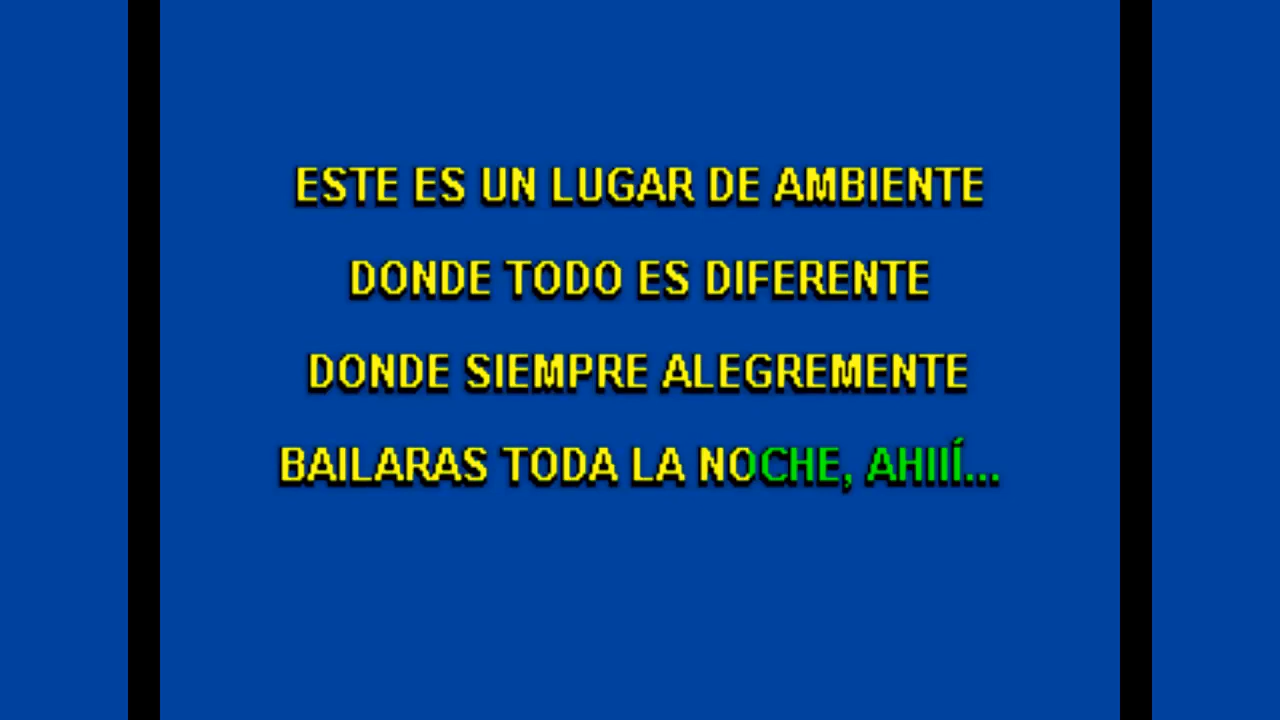 ESTE ES UN LUGAR DE AMBIENTE
DONDE TODO ES DIFERENTE
DONDE SIEMPRE ALEGREMENTE
BAILARAS TODA LA NOCHE, AHIIÍ...